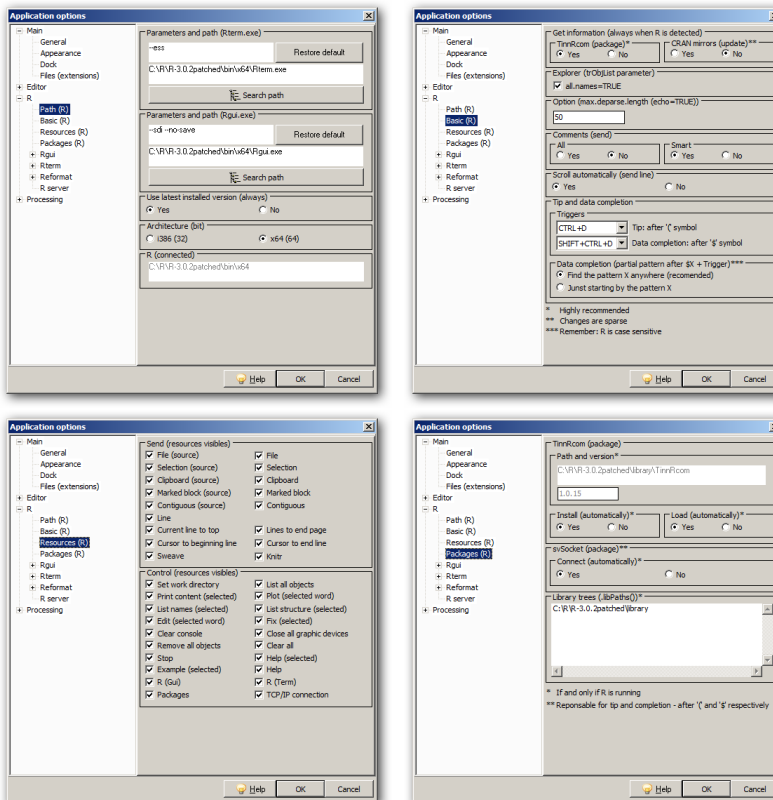 Application options
Main
General
Appearance
Dock
Files (extensions)
Editor
R
Path (R)
Basic (R)
Resources (R)
Packages (R)
Rgui
Rterm
Reformat
R server
Processing
Parameters and path (Rterm.exe)
--ess
Restore default
C:\R\R-3.0.2patched\bin\x64\Rterm.exe
Search path
Parameters and path (Rgui.exe)
--sdi --no-save
Restore default
C:\R\R-3.0.2patched\bin\x64\Rgui.exe
Search path
Use latest installed version (always)
Yes No
Architecture (bit)
i386 (32) x64 (64)
R (connected)
C:\R\R-3.0.2patched\bin\x64
Help OK Cancel
Application options
Main
General
Appearance
Dock
Files (extensions)
Editor
R
Path (R)
Basic (R)
Resources (R)
Packages (R)
Rgui
Rterm
Reformat
R server
Processing
Get information (always when R is detected)
TinnRcom (package)* CRAN mirrors (update)**
Yes No Yes No
Explorer (trObjList parameter)
all.names=TRUE
Option (max.deparse.length (echo=TRUE))
50
Comments (send)
All Smart
Yes No Yes No
Scroll automatically (send line)
Yes No
Tip and data completion
Triggers
CTRL+D Tip: after '(' symbol
SHIFT+CTRL+D Data completion: after '$' symbol
Data completion (partial pattern after $X + Trigger)***
Find the pattern X anywhere (recomended)
Junst starting by the pattern X
* Highly recommended
** Changes are sparse
*** Remember: R is case sensitive
Help OK Cancel
Application options
Main
General
Appearance
Dock
Files (extensions)
Editor
R
Path (R)
Basic (R)
Resources (R)
Packages (R)
Rgui
Rterm
Reformat
R server
Processing
Send (resources visibles)
File (source) File
Selection (source) Selection
Clipboard (source) Clipboard
Marked block (source) Marked block
Contiguous (source) Contiguous
Line
Current line to top Lines to end page
Cursor to beginning line Cursor to end line
Sweave Knitr
Control (resources visibles)
Set work directory List all objects
Print content (selected) Plot (selected word)
List names (selected) List structure (selected)
Edit (selected word) Fix (selected)
Clear console Close all graphic devices
Remove all objects Clear all
Stop Help (selected)
Example (selected) Help
R (Gui) R (Term)
Packages TCP/IP connection
Help OK Cancel
Application options
Main
General
Appearance
Dock
Files (extensions)
Editor
R
Path (R)
Basic (R)
Resources (R)
Packages (R)
Rgui
Rterm
Reformat
R server
Processing
TinnRcom (package)
Path and version*
C:\R\R-3.0.2patched\library\TinnRcom
1.0.15
Install (automatically)* Load (automatically)*
Yes No Yes No
svSocket (package)**
Connect (automatically)*
Yes No
Library trees (.libPaths())*
C:\R\R-3.0.2patched\library
* If and only if R is running
** Reponsable for tip and completion - after '(' and '$' respectively
Help OK Cancel